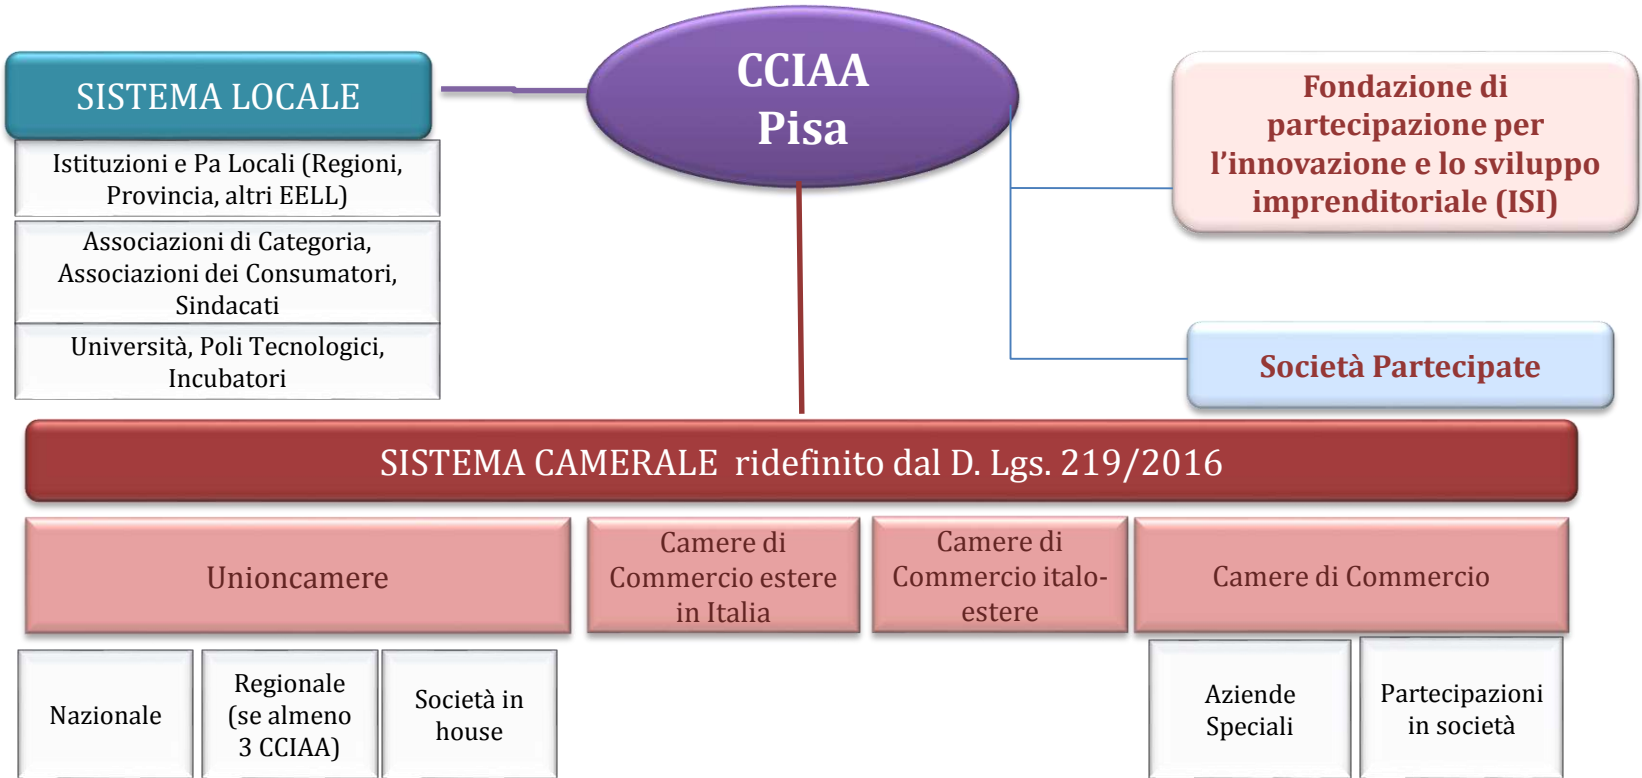 CCIAA
Pisa
SISTEMA LOCALE
Istituzioni e Pa Locali (Regioni,
Provincia, altri EELL)
Associazioni di Categoria,
Associazioni dei Consumatori,
Sindacati
Università, Poli Tecnologici,
Incubatori
Fondazione di
partecipazione per
l’innovazione e lo sviluppo
imprenditoriale (ISI)
Società Partecipate
SISTEMA CAMERALE ridefinito dal D. Lgs. 219/2016
Unioncamere
Camere di
Commercio estere
in Italia
Camere di
Commercio italo-
estere
Camere di Commercio
Nazionale
Regionale
(se almeno
3 CCIAA)
Società in
house
Aziende
Speciali
Partecipazioni
in società